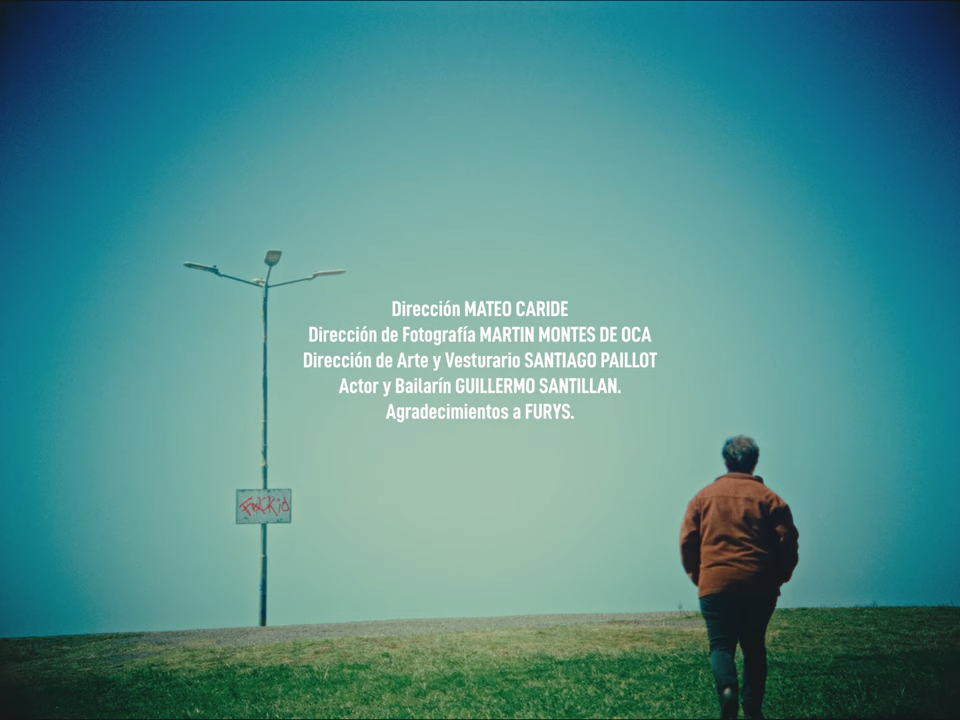 Dirección MATEO CARIDE
Dirección de Fotografía MARTIN MONTES DE OCA
Dirección de Arte y Vesturario SANTIAGO PAILLOT
Actor y Bailarín GUILLERMO SANTILLAN.
Agradecimientos a FURYS.